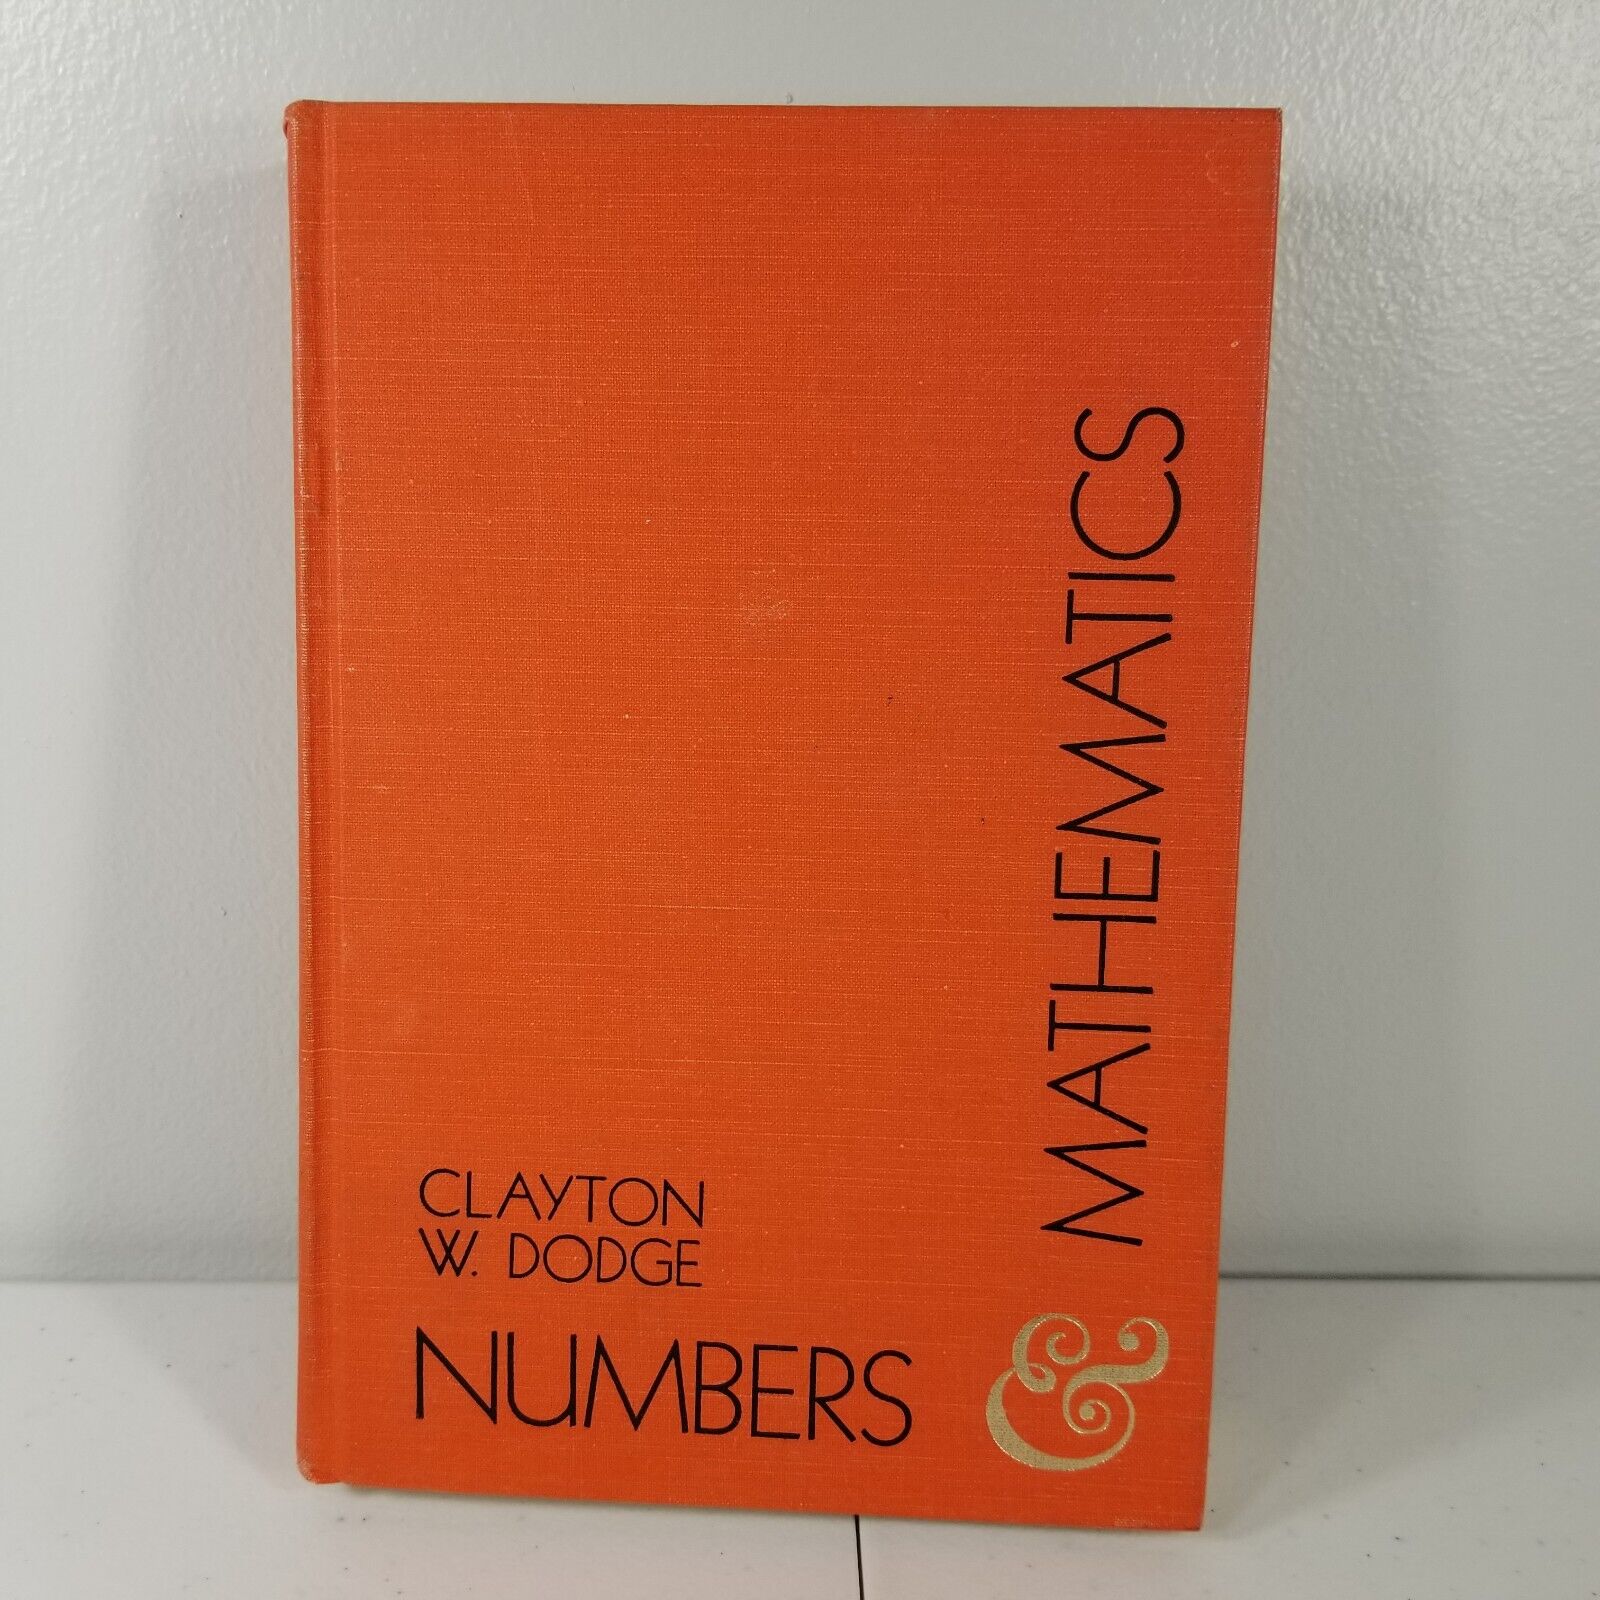 CLAYTON
W. DODGE
NUMBERS
&
MATHEMATICS